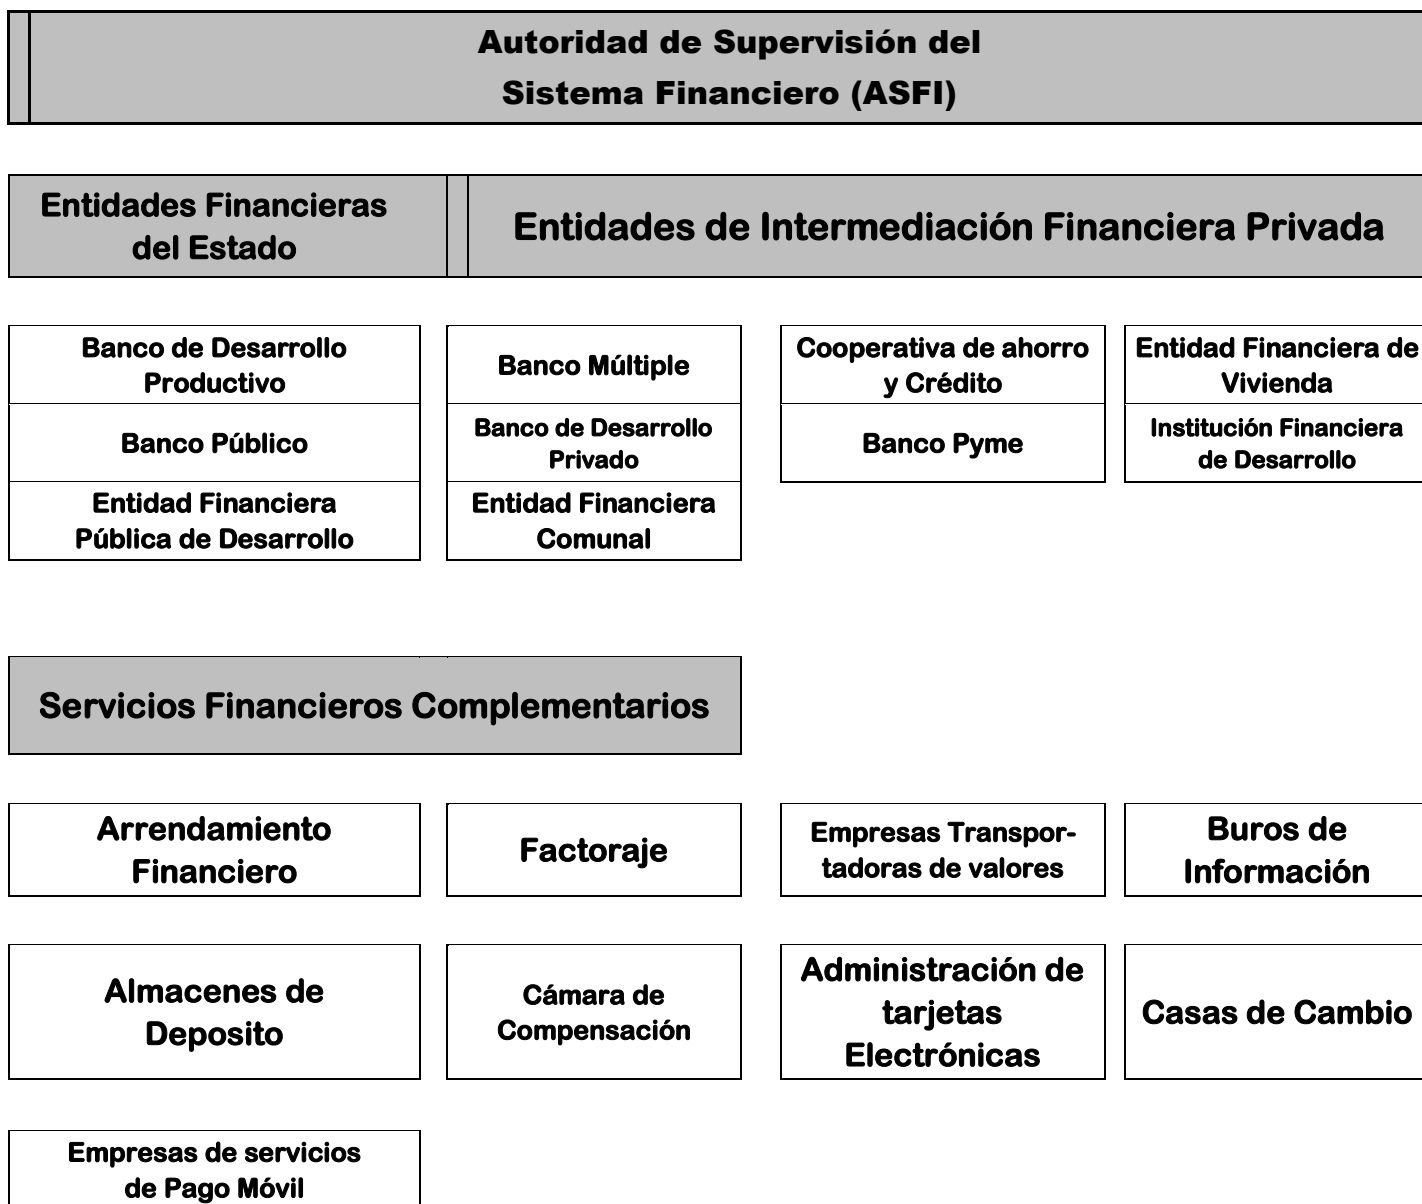 Autoridad de Supervisión del
Sistema Financiero (ASFI)
Entidades Financieras
del Estado
Entidades de Intermediación Financiera Privada
Banco de Desarrollo
Productivo
Banco Múltiple
Cooperativa de ahorro
y Crédito
Entidad Financiera de
Vivienda
Banco Público
Banco de Desarrollo
Privado
Banco Pyme
Institución Financiera
de Desarrollo
Entidad Financiera
Pública de Desarrollo
Entidad Financiera
Comunal
Servicios Financieros Complementarios
Arrendamiento
Financiero
Factoraje
Empresas Transpor-
tadoras de valores
Buros de
Información
Almacenes de
Deposito
Cámara de
Compensación
Administración de
tarjetas
Electrónicas
Casas de Cambio
Empresas de servicios
de Pago Móvil